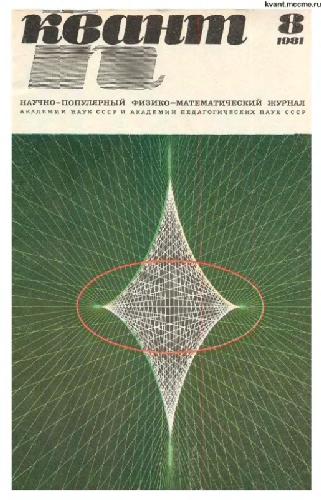 kvant.mccme.ru
квант
8
1981
НАУЧНО-ПОПУЛЯРНЫЙ ФИЗИКО-МАТЕМАТИЧЕСКИЙ ЖУРНАЛ
АКАДЕМИИ НАУК СССР И АКАДЕМИИ ПЕДАГОГИЧЕСКИХ НАУК СССР